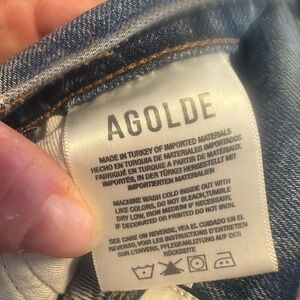 AGOLDE
MADE IN TURKEY OF IMPORTED MATERIALS
HECHO EN TURQUIA DE MATERIALES IMPORTADOS
FABRIQUÉ EN TURQUIE A PARTIR DE MATÉRIAUX
IMPORTÉS, IN DER TÜRKEI HERGESTELLT MIT
IMPORTIERTEN MATERIALIEN
MACHINE WASH COLD INSIDE OUT WITH
LIKE COLORS, DO NOT BLEACH, TUMBLE
DRY LOW, IRON MEDIUM IF NECESSARY,
IF DECORATED OR PRINTED DO NOT IRON.
SEE CARE ON REVERSE, VEA EL CUIDADO EN EL
REVERSO, VOIR LES INSTRUCTIONS D'ENTRETIEN
SUR L'ENVERS, PFLEGEANLEITUNG AUF DER
RÜCKSEITE